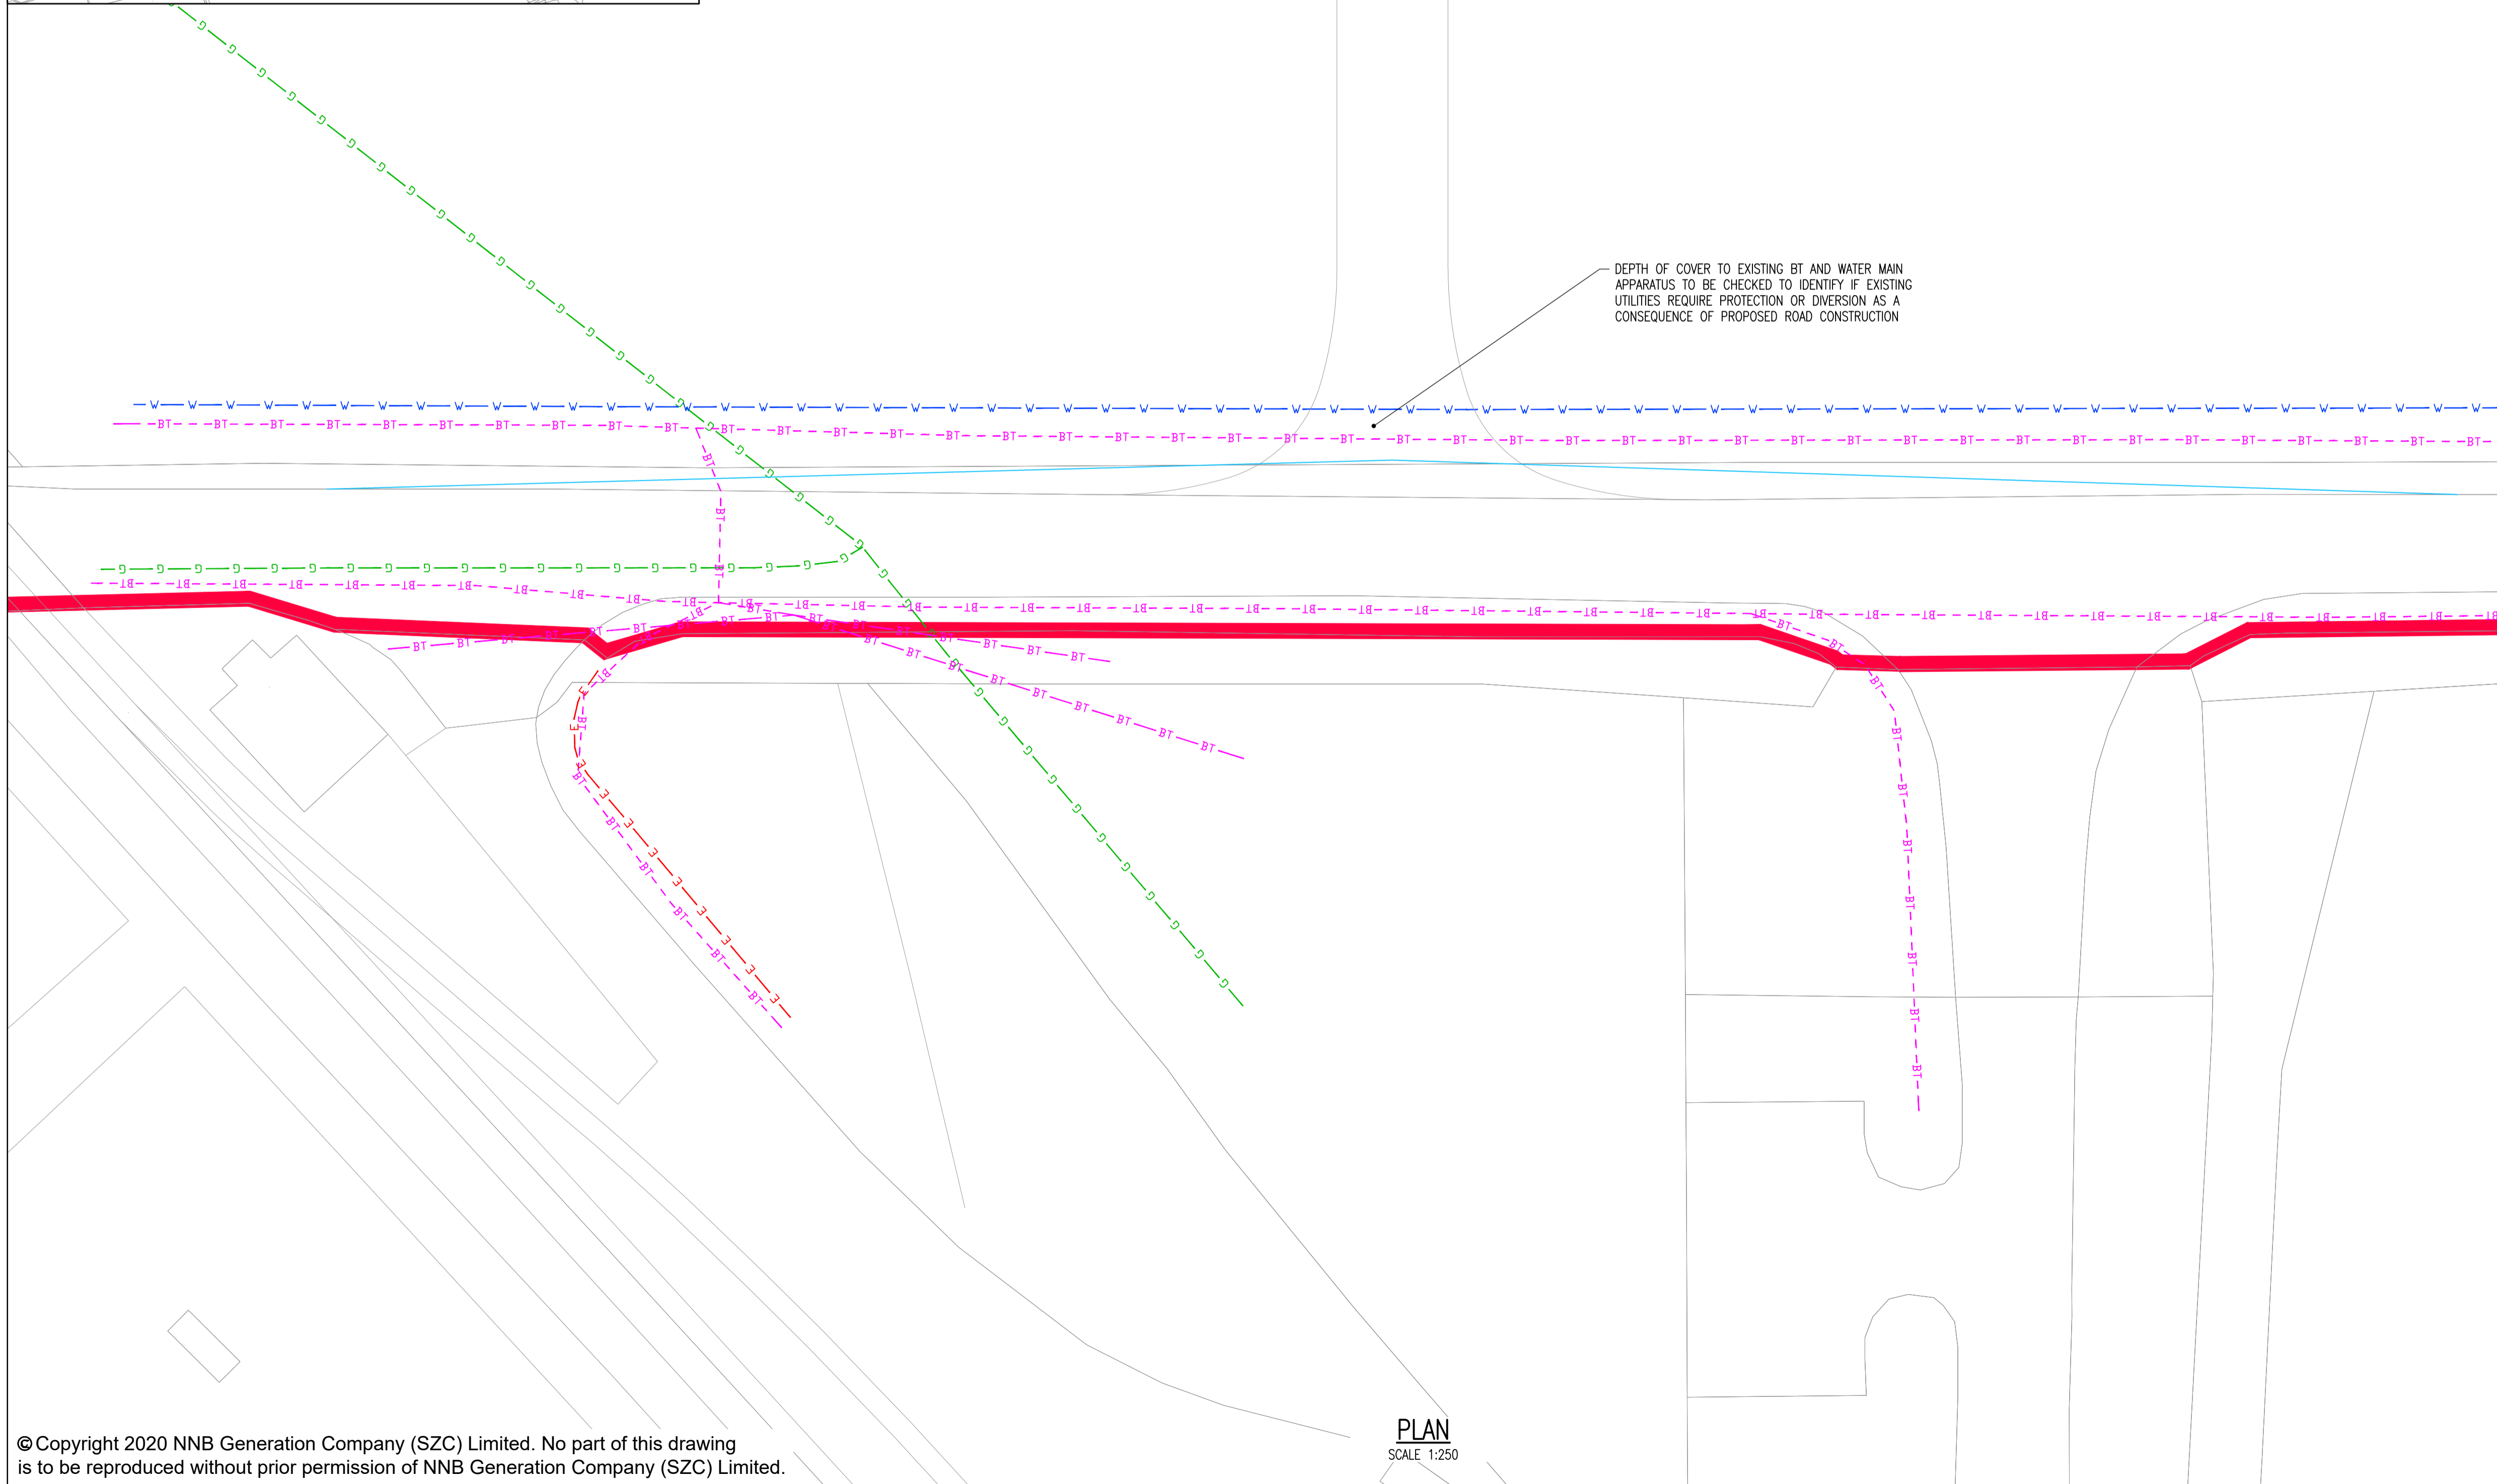 DEPTH OF COVER TO EXISTING BT AND WATER MAIN
APPARATUS TO BE CHECKED TO IDENTIFY IF EXISTING
UTILITIES REQUIRE PROTECTION OR DIVERSION AS A
CONSEQUENCE OF PROPOSED ROAD CONSTRUCTION
PLAN
SCALE 1:250
© Copyright 2020 NNB Generation Company (SZC) Limited. No part of this drawing
is to be reproduced without prior permission of NNB Generation Company (SZC) Limited.